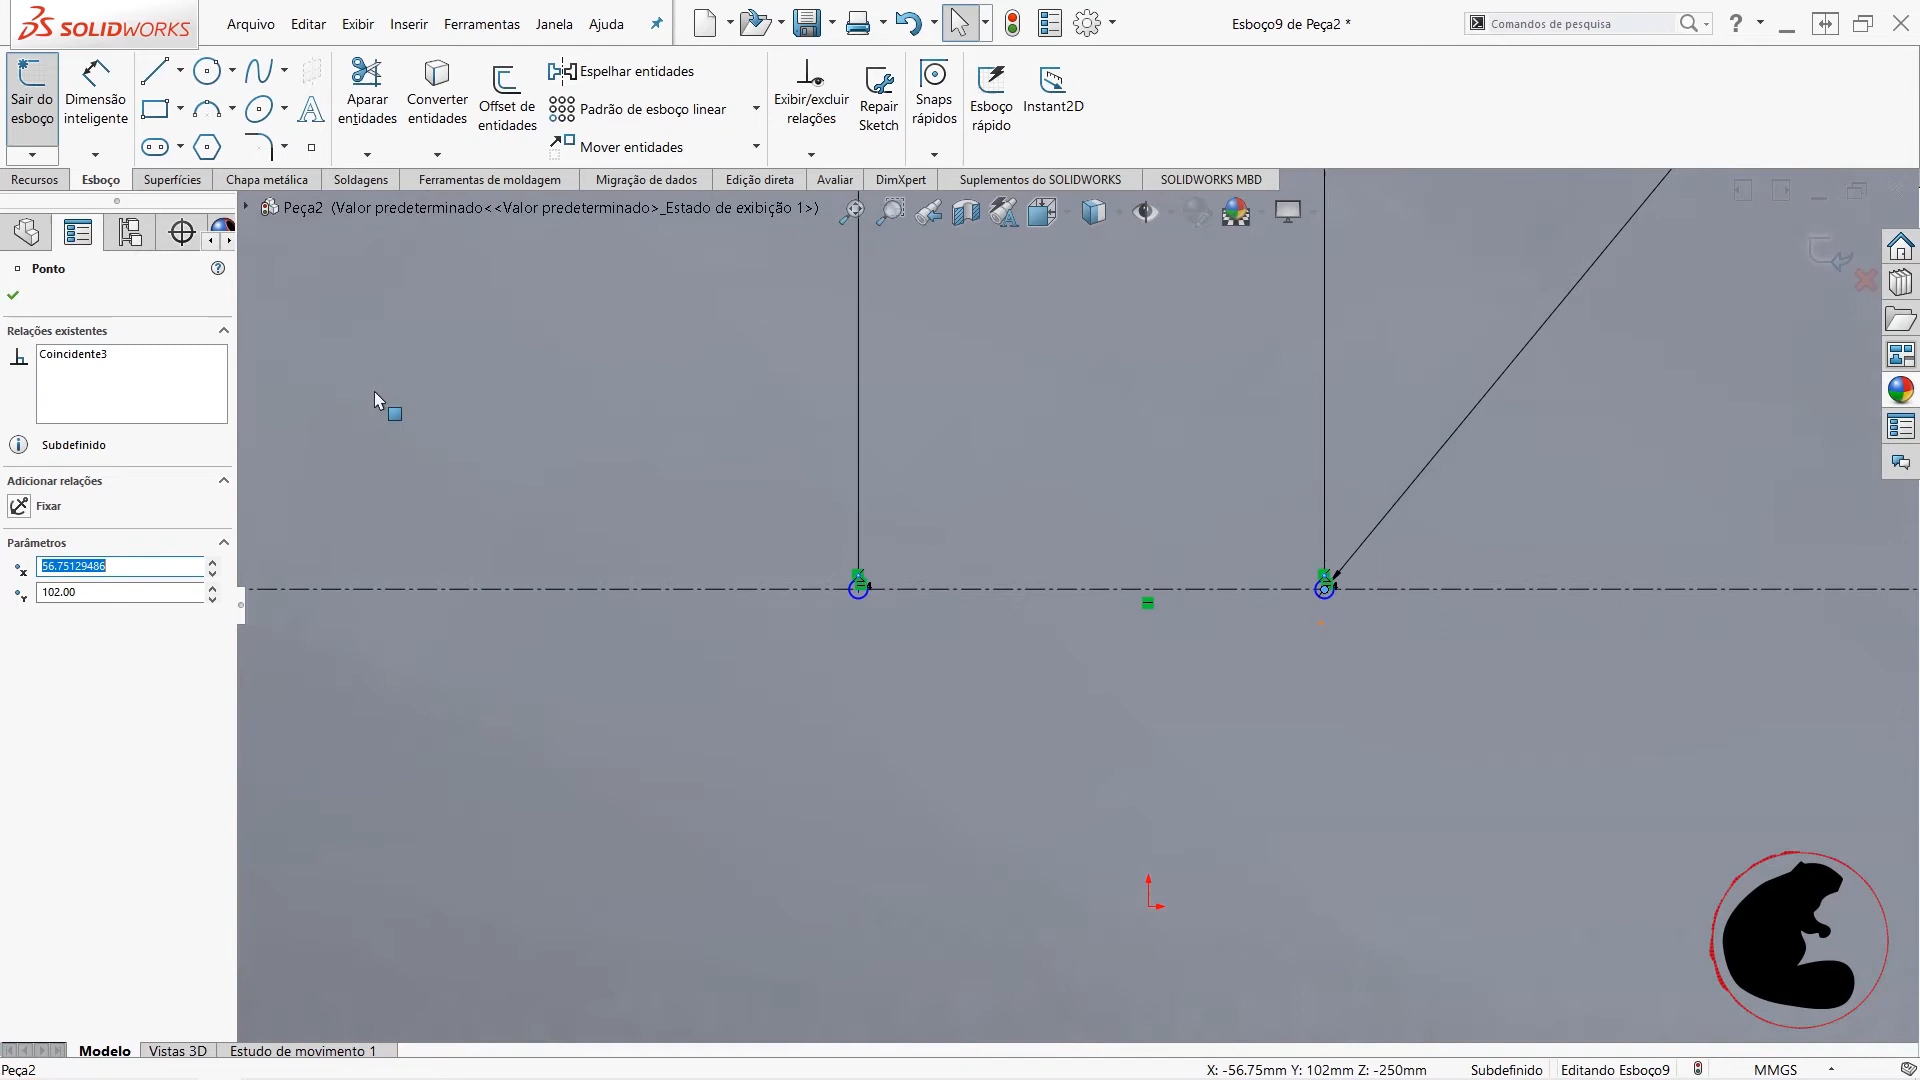 SOLIDWORKS
Arquivo Editar Exibir Inserir Ferramentas Janela Ajuda
Esboço9 de Peça2 *
Comandos de pesquisa
?
Sair do esboço
Dimensão inteligente
Aparar entidades
Converter entidades
Offset de entidades
Espelhar entidades
Padrão de esboço linear
Mover entidades
Exibir/excluir relações
Repair Sketch
Snaps rápidos
Esboço rápido
Instant2D
Recursos Esboço Superfícies Chapa metálica Soldagens Ferramentas de moldagem Migração de dados Edição direta Avaliar DimXpert Suplementos do SOLIDWORKS SOLIDWORKS MBD
Peça2 (Valor predeterminado<<Valor predeterminado>_Estado de exibição 1>)
Ponto
Relações existentes
Coincidente3
Subdefinido
Adicionar relações
Fixar
Parâmetros
56.75129486
102.00
Modelo Vistas 3D Estudo de movimento 1
Peça2
X: -56.75mm Y: 102mm Z: -250mm Subdefinido Editando Esboço9 MMGS